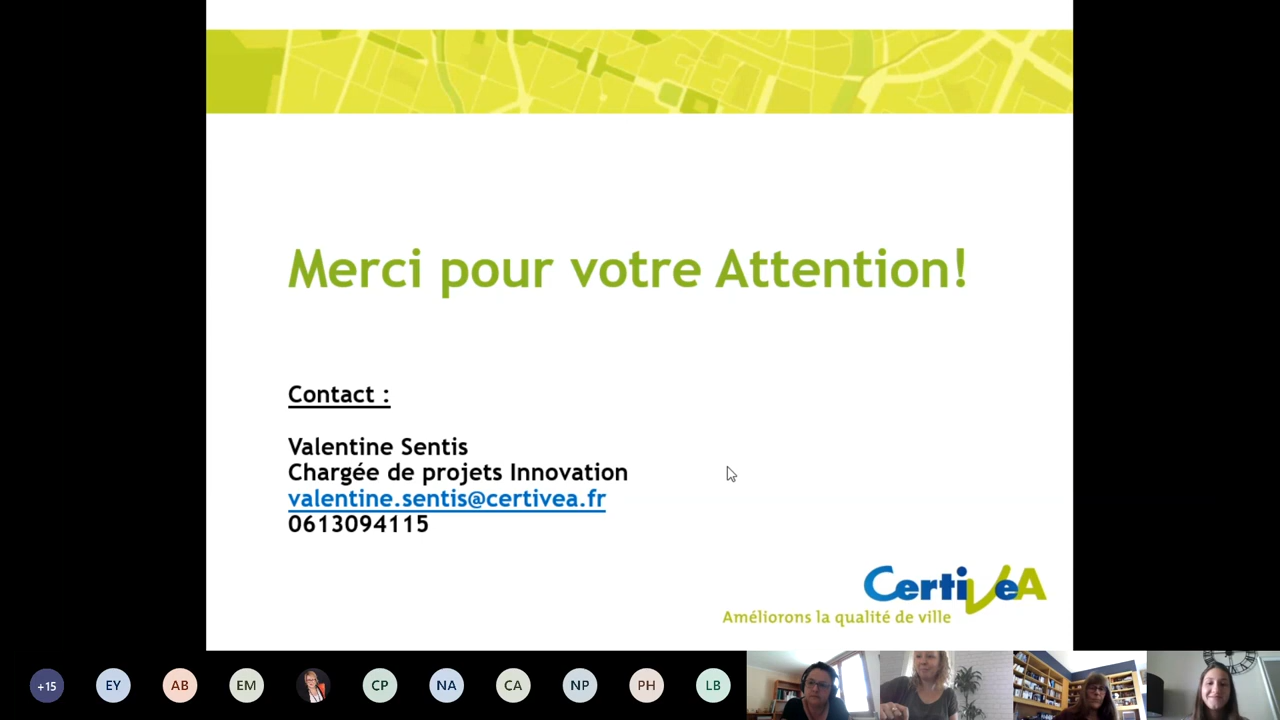 Merci pour votre Attention!
Contact :
Valentine Sentis
Chargée de projets Innovation
valentine.sentis@certivea.fr
0613094115
CertiVeA
Améliorons la qualité de ville
+15
EY
AB
EM
CP
NA
CA
NP
PH
LB